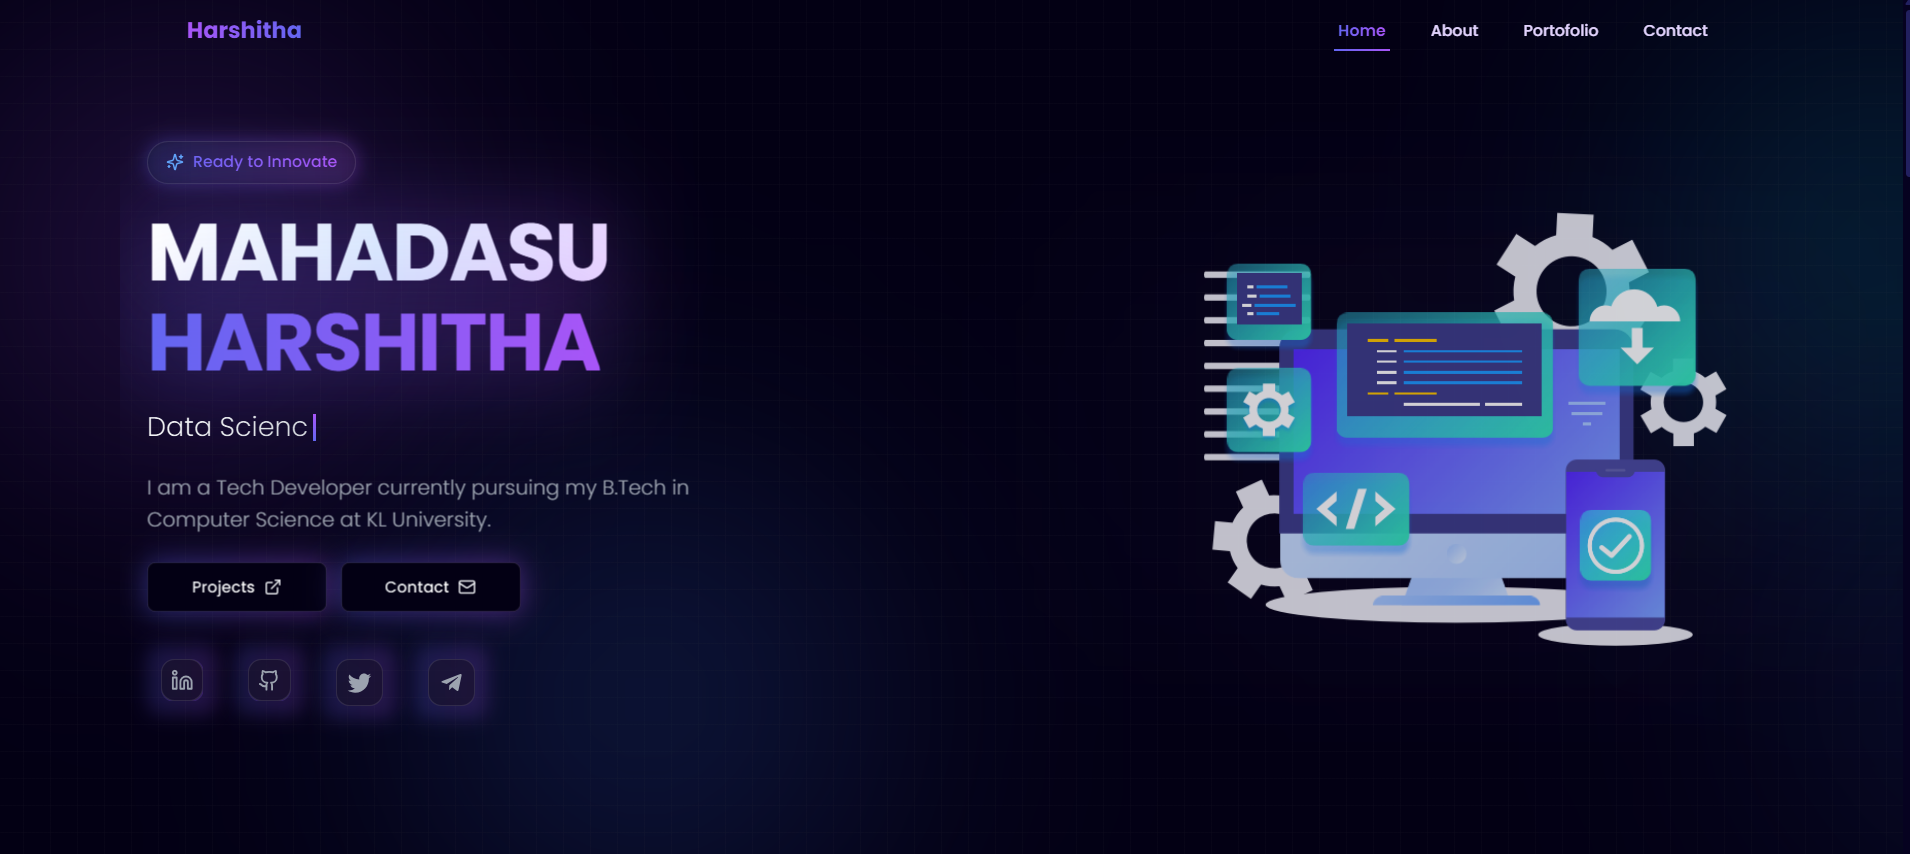 Harshitha
Home About Portofolio Contact
Ready to Innovate
MAHADASU
HARSHITHA
Data Scienc
I am a Tech Developer currently pursuing my B.Tech in
Computer Science at KL University.
Projects Contact
in
</>